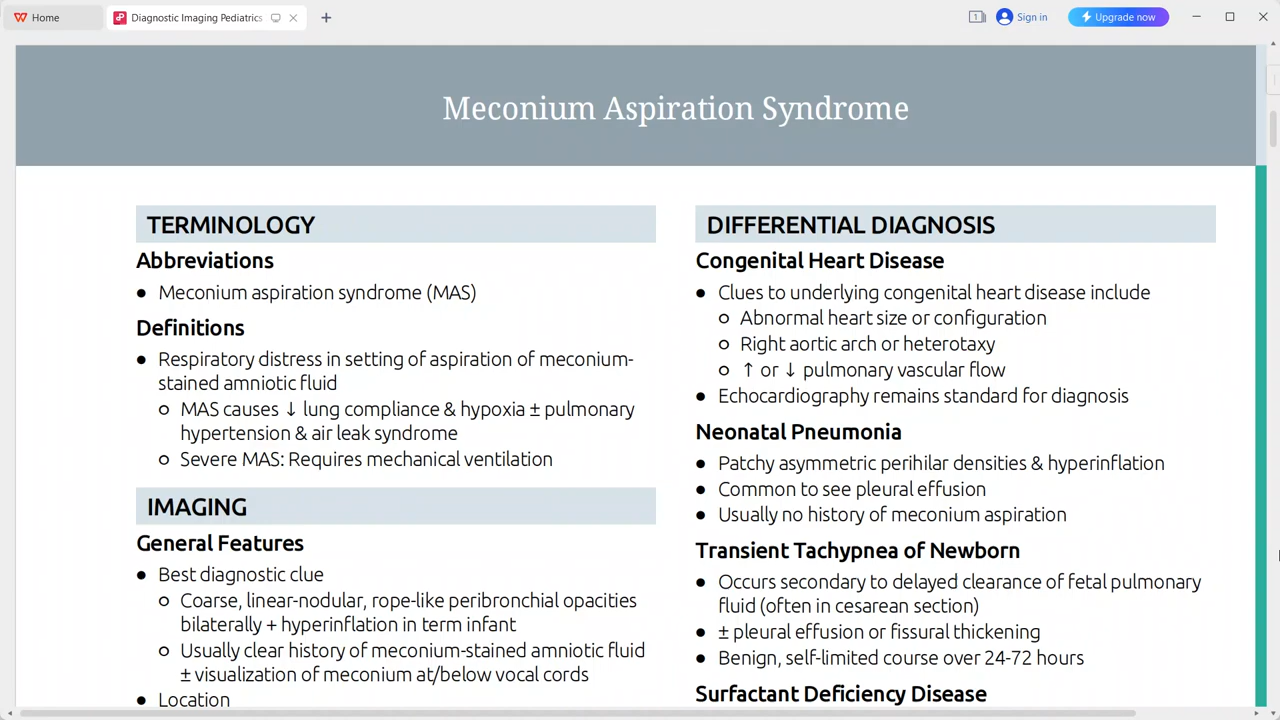 Home
Diagnostic Imaging Pediatrics
1
Sign in
Upgrade now
Meconium Aspiration Syndrome
TERMINOLOGY
Abbreviations
● Meconium aspiration syndrome (MAS)
Definitions
● Respiratory distress in setting of aspiration of meconium-
stained amniotic fluid
○ MAS causes ↓ lung compliance & hypoxia ± pulmonary
hypertension & air leak syndrome
○ Severe MAS: Requires mechanical ventilation
IMAGING
General Features
● Best diagnostic clue
○ Coarse, linear-nodular, rope-like peribronchial opacities
bilaterally + hyperinflation in term infant
○ Usually clear history of meconium-stained amniotic fluid
± visualization of meconium at/below vocal cords
● Location
DIFFERENTIAL DIAGNOSIS
Congenital Heart Disease
● Clues to underlying congenital heart disease include
○ Abnormal heart size or configuration
○ Right aortic arch or heterotaxy
○ ↑ or ↓ pulmonary vascular flow
● Echocardiography remains standard for diagnosis
Neonatal Pneumonia
● Patchy asymmetric perihilar densities & hyperinflation
● Common to see pleural effusion
● Usually no history of meconium aspiration
Transient Tachypnea of Newborn
● Occurs secondary to delayed clearance of fetal pulmonary
fluid (often in cesarean section)
● ± pleural effusion or fissural thickening
● Benign, self-limited course over 24-72 hours
Surfactant Deficiency Disease